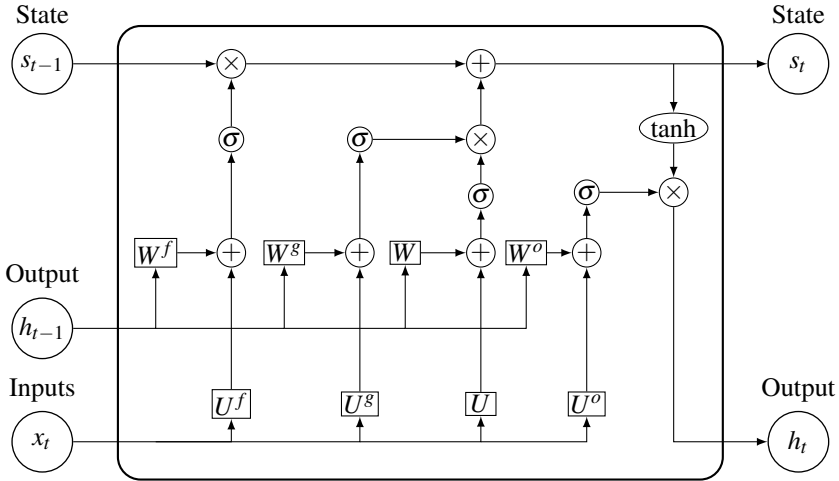 State
State
s_{t−1}
×
+
s_t
tanh
σ
σ
×
σ
σ
×
W^f
+
W^g
+
W
+
W^o
+
Output
h_{t−1}
Inputs
Output
U^f
U^g
U
U^o
x_t
h_t